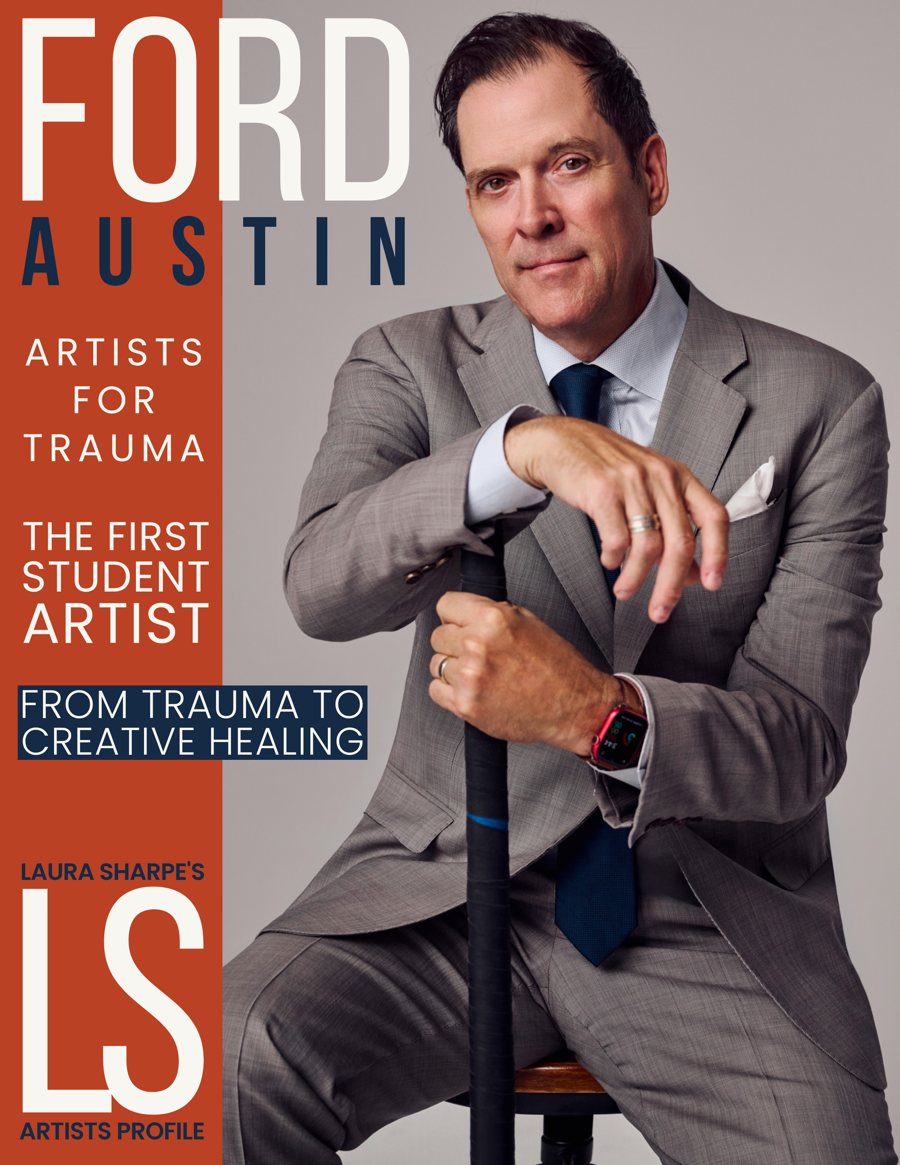 FORD
AUSTIN
ARTISTS
FOR
TRAUMA
THE FIRST
STUDENT
ARTIST
FROM TRAUMA TO
CREATIVE HEALING
LAURA SHARPE'S
LS
ARTISTS PROFILE